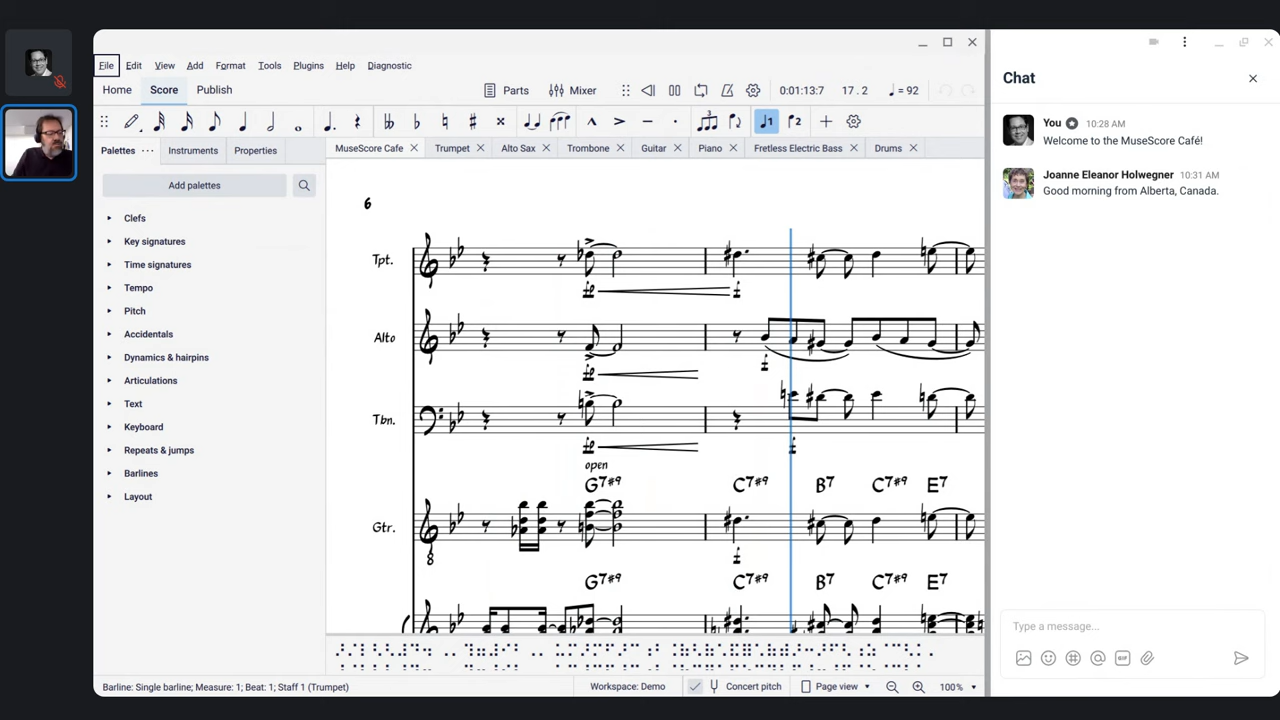 File Edit View Add Format Tools Plugins Help Diagnostic
Home Score Publish Parts Mixer 0:01:13:7 17 . 2 = 92
1 2
Palettes Instruments Properties
MuseScore Cafe Trumpet Alto Sax Trombone Guitar Piano Fretless Electric Bass Drums
Add palettes
Clefs
Key signatures
Time signatures
Tempo
Pitch
Accidentals
Dynamics & hairpins
Articulations
Text
Keyboard
Repeats & jumps
Barlines
Layout
6
Tpt.
Alto
Tbn.
open
G7#9 C7#9 B7 C7#9 E7
Gtr.
8
G7#9 C7#9 B7 C7#9 E7
Barline: Single barline; Measure: 1; Beat: 1; Staff 1 (Trumpet) Workspace: Demo Concert pitch Page view 100%
Chat
You 10:28 AM
Welcome to the MuseScore Café!
Joanne Eleanor Holwegner 10:31 AM
Good morning from Alberta, Canada.
Type a message...
GIF